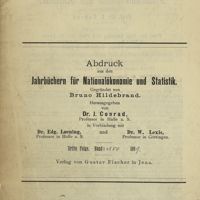 Abdruck
aus den
Jahrbüchern für Nationalökonomie und Statistik.
Gegründet von
Bruno Hildebrand.
Herausgegeben
von
Dr. J. Conrad,
Professor in Halle a. S.
in Verbindung mit
Dr. Edg. Loening, und Dr. W. Lexis,
Professor in Halle a. S. Professor in Göttingen.
Dritte Folge. Band
Verlag von Gustav Fischer in Jena.